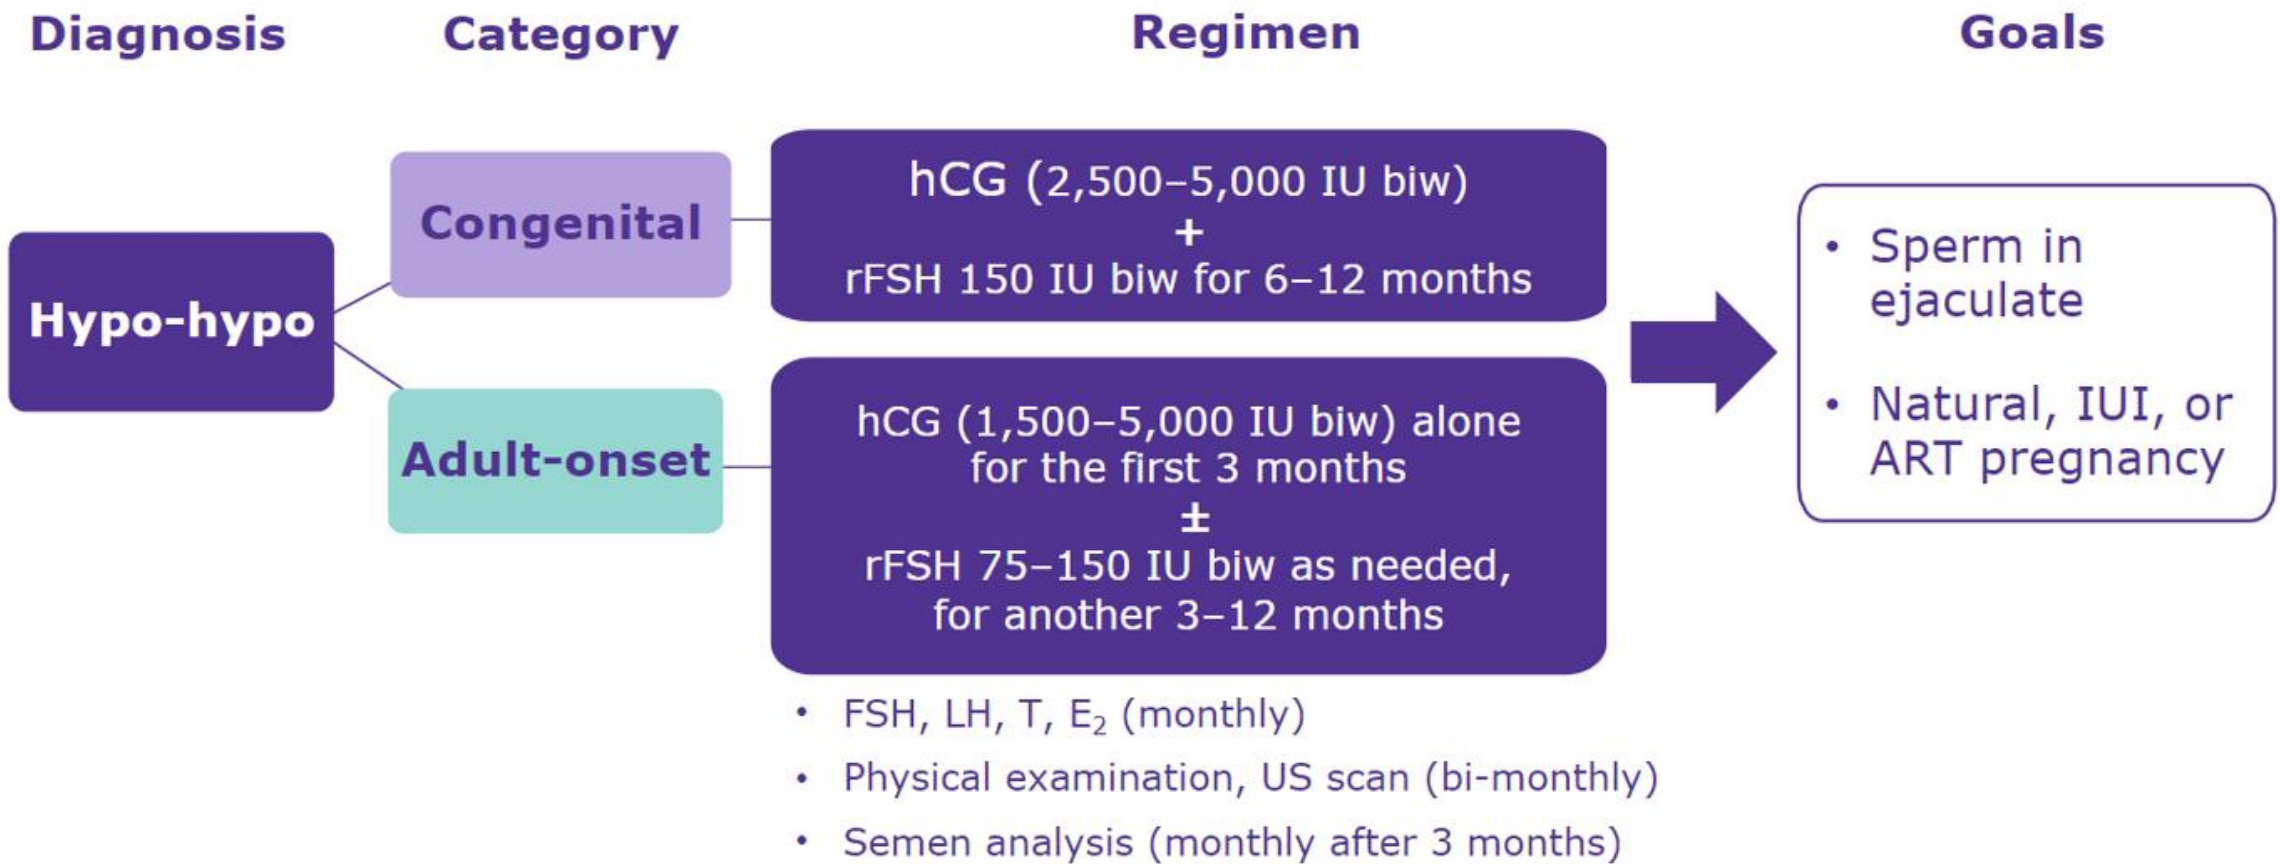 Diagnosis
Category
Regimen
Goals
Hypo-hypo
Congenital
hCG (2,500–5,000 IU biw)
+
rFSH 150 IU biw for 6–12 months
Adult-onset
hCG (1,500–5,000 IU biw) alone
for the first 3 months
±
rFSH 75–150 IU biw as needed,
for another 3–12 months
• FSH, LH, T, E₂ (monthly)
• Physical examination, US scan (bi-monthly)
• Semen analysis (monthly after 3 months)
• Sperm in
ejaculate
• Natural, IUI, or
ART pregnancy